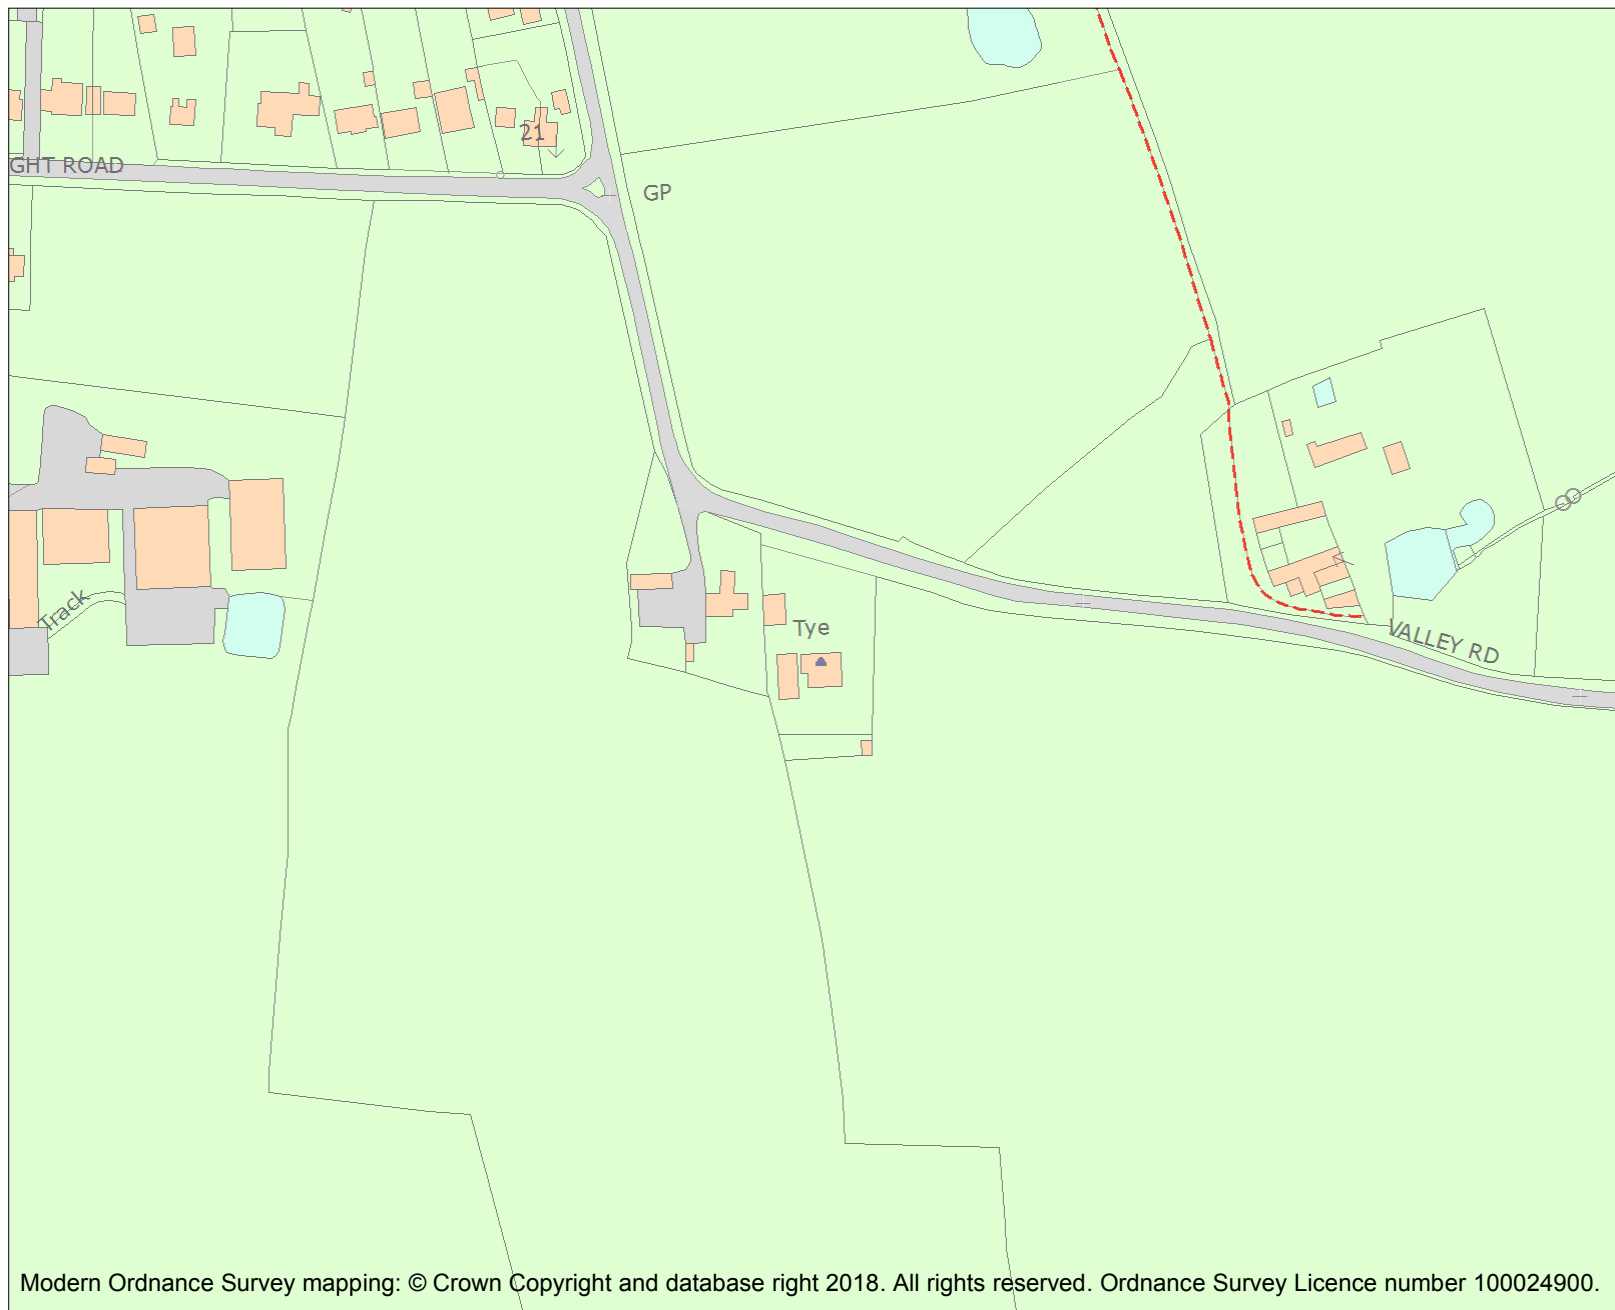 21
GHT ROAD
GP
Track
Tye
VALLEY RD
Modern Ordnance Survey mapping: © Crown Copyright and database right 2018. All rights reserved. Ordnance Survey Licence number 100024900.